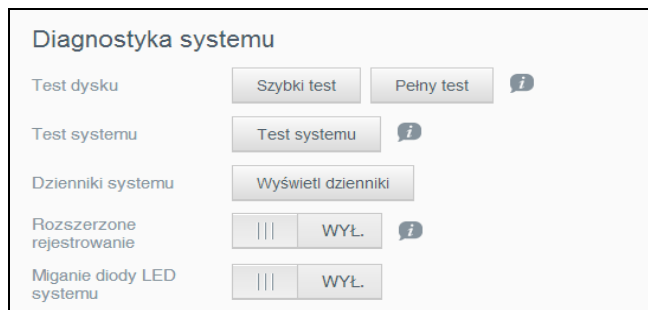 Diagnostyka systemu
Test dysku Szybki test Pełny test i
Test systemu Test systemu i
Dzienniki systemu Wyświetl dzienniki
Rozszerzone
rejestrowanie WYŁ. i
Miganie diody LED
systemu WYŁ.